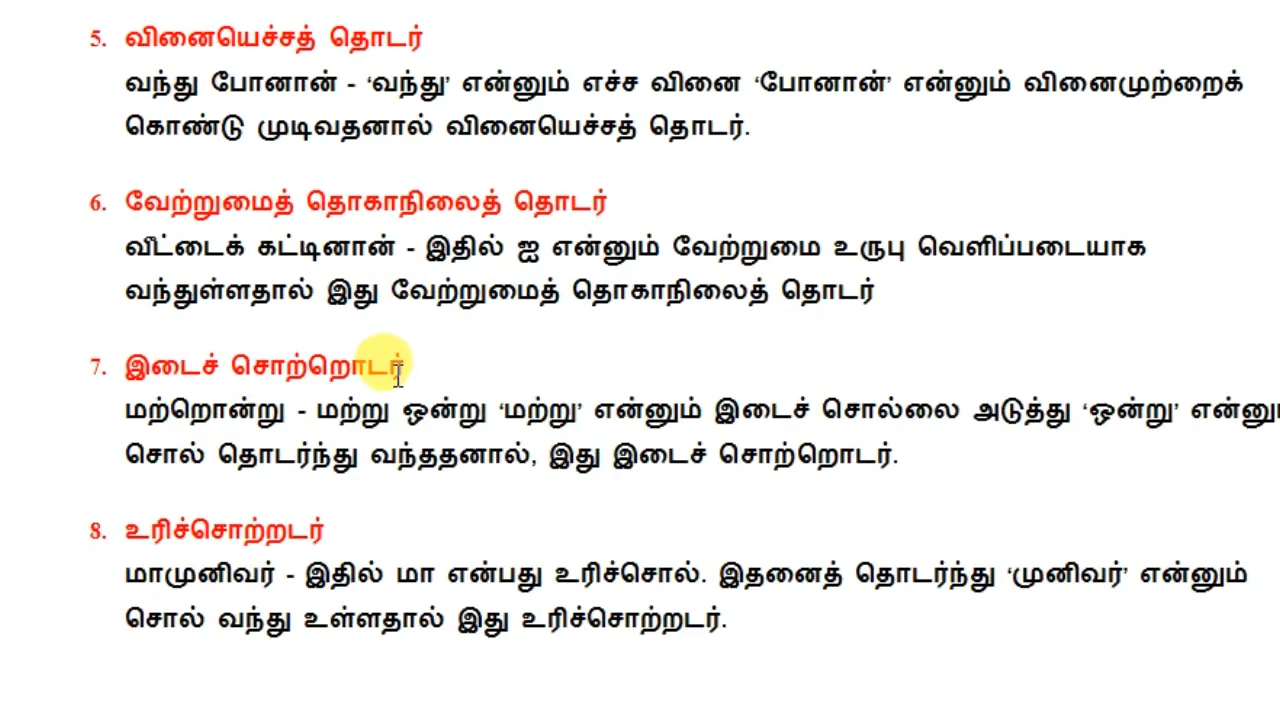 5. வினையெச்சத் தொடர்
வந்து போனான் - ‘வந்து’ என்னும் எச்ச வினை ‘போனான்’ என்னும் வினைமுற்றைக்
கொண்டு முடிவதனால் வினையெச்சத் தொடர்.
6. வேற்றுமைத் தொகாநிலைத் தொடர்
வீட்டைக் கட்டினான் - இதில் ஐ என்னும் வேற்றுமை உருபு வெளிப்படையாக
வந்துள்ளதால் இது வேற்றுமைத் தொகாநிலைத் தொடர்
7. இடைச் சொற்றொடர்
மற்றொன்று - மற்று ஒன்று ‘மற்று’ என்னும் இடைச் சொல்லை அடுத்து ‘ஒன்று’
சொல் தொடர்ந்து வந்ததனால், இது இடைச் சொற்றொடர்.
8. உரிச்சொற்றடர்
மாமுனிவர் - இதில் மா என்பது உரிச்சொல். இதனைத் தொடர்ந்து ‘முனிவர்’ என்னும்
சொல் வந்து உள்ளதால் இது உரிச்சொற்றடர்.